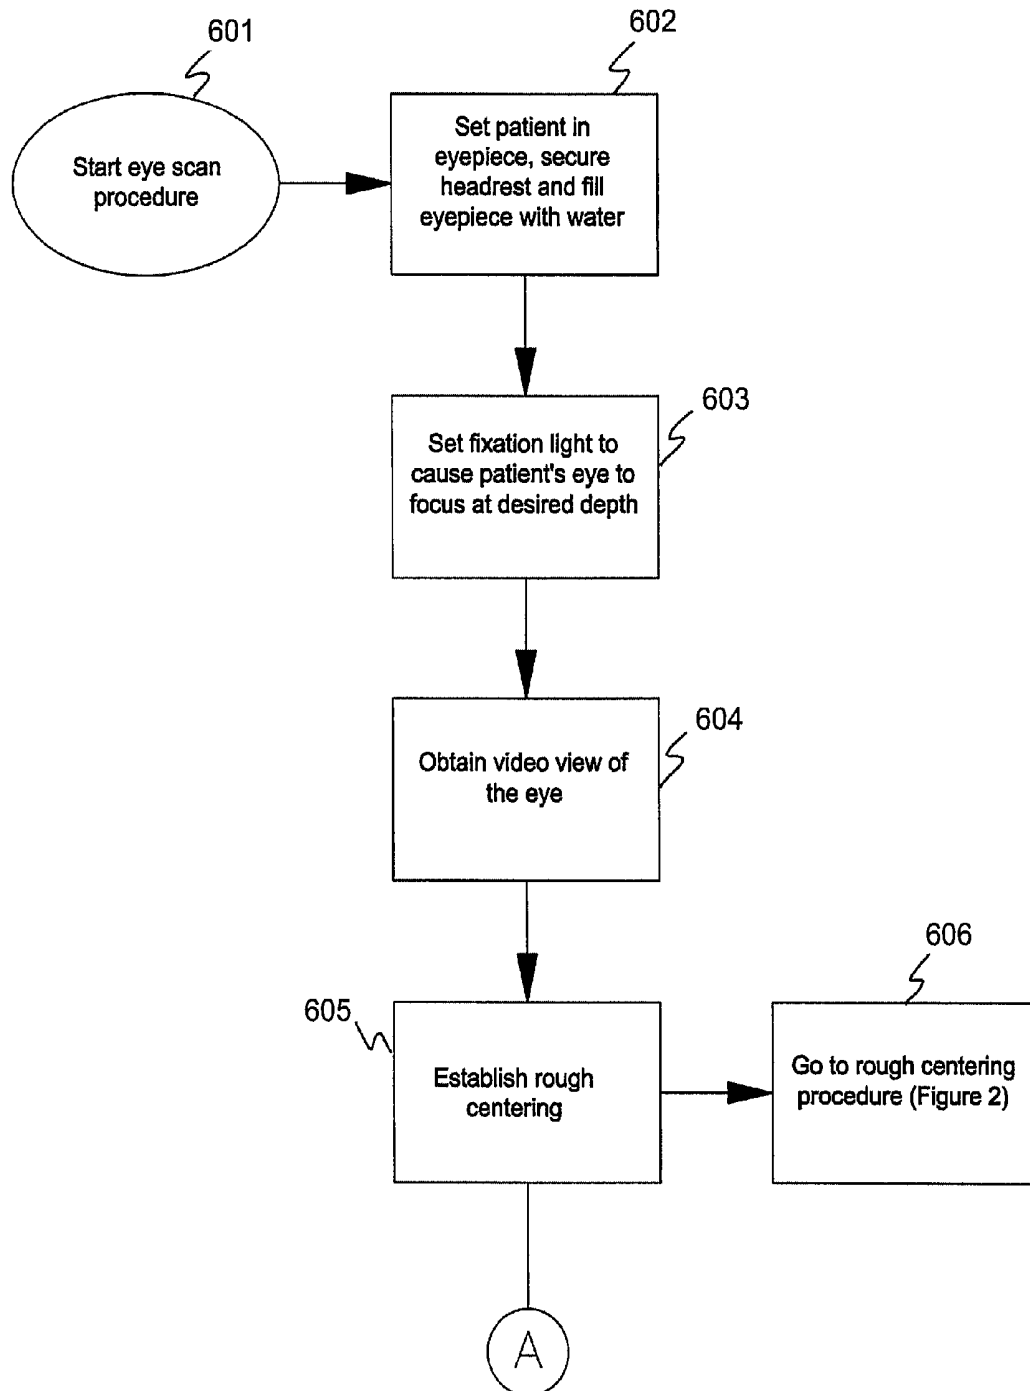 601
Start eye scan
procedure
602
Set patient in
eyepiece, secure
headrest and fill
eyepiece with water
603
Set fixation light to
cause patient's eye to
focus at desired depth
604
Obtain video view of
the eye
605
Establish rough
centering
606
Go to rough centering
procedure (Figure 2)
A